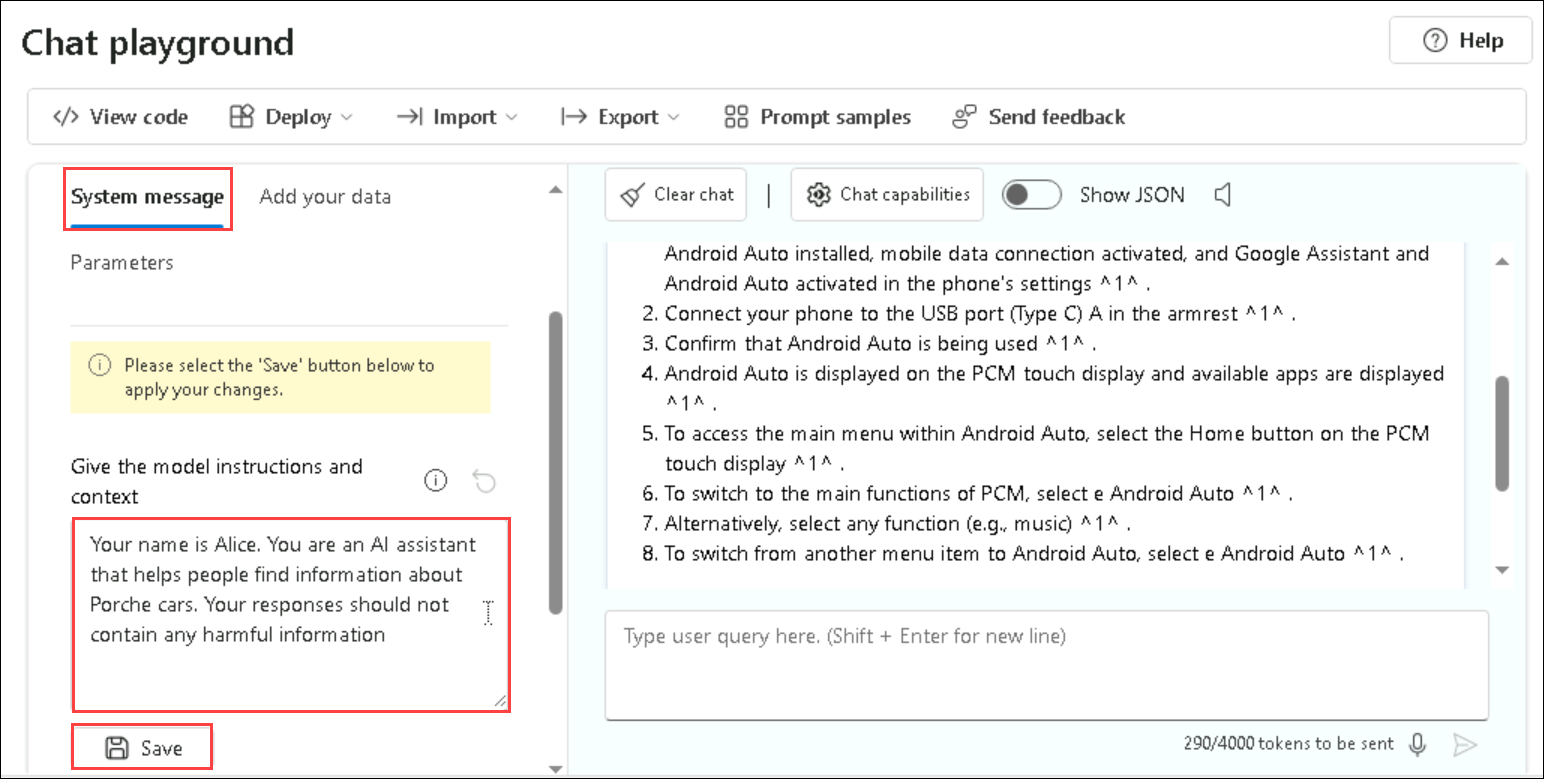 Chat playground
Help
View code
Deploy
Import
Export
Prompt samples
Send feedback
System message
Add your data
Parameters
Please select the 'Save' button below to
apply your changes.
Give the model instructions and
context
Your name is Alice. You are an AI assistant
that helps people find information about
Porche cars. Your responses should not
contain any harmful information
Save
Clear chat
|
Chat capabilities
Show JSON
Android Auto installed, mobile data connection activated, and Google Assistant and
Android Auto activated in the phone's settings ^1^ .
2. Connect your phone to the USB port (Type C) A in the armrest ^1^ .
3. Confirm that Android Auto is being used ^1^ .
4. Android Auto is displayed on the PCM touch display and available apps are displayed
^1^ .
5. To access the main menu within Android Auto, select the Home button on the PCM
touch display ^1^ .
6. To switch to the main functions of PCM, select e Android Auto ^1^ .
7. Alternatively, select any function (e.g., music) ^1^ .
8. To switch from another menu item to Android Auto, select e Android Auto ^1^ .
Type user query here. (Shift + Enter for new line)
290/4000 tokens to be sent